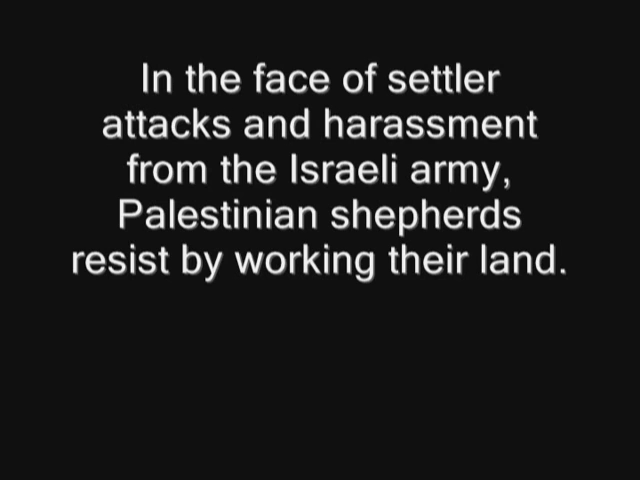 In the face of settler
attacks and harassment
from the Israeli army,
Palestinian shepherds
resist by working their land.